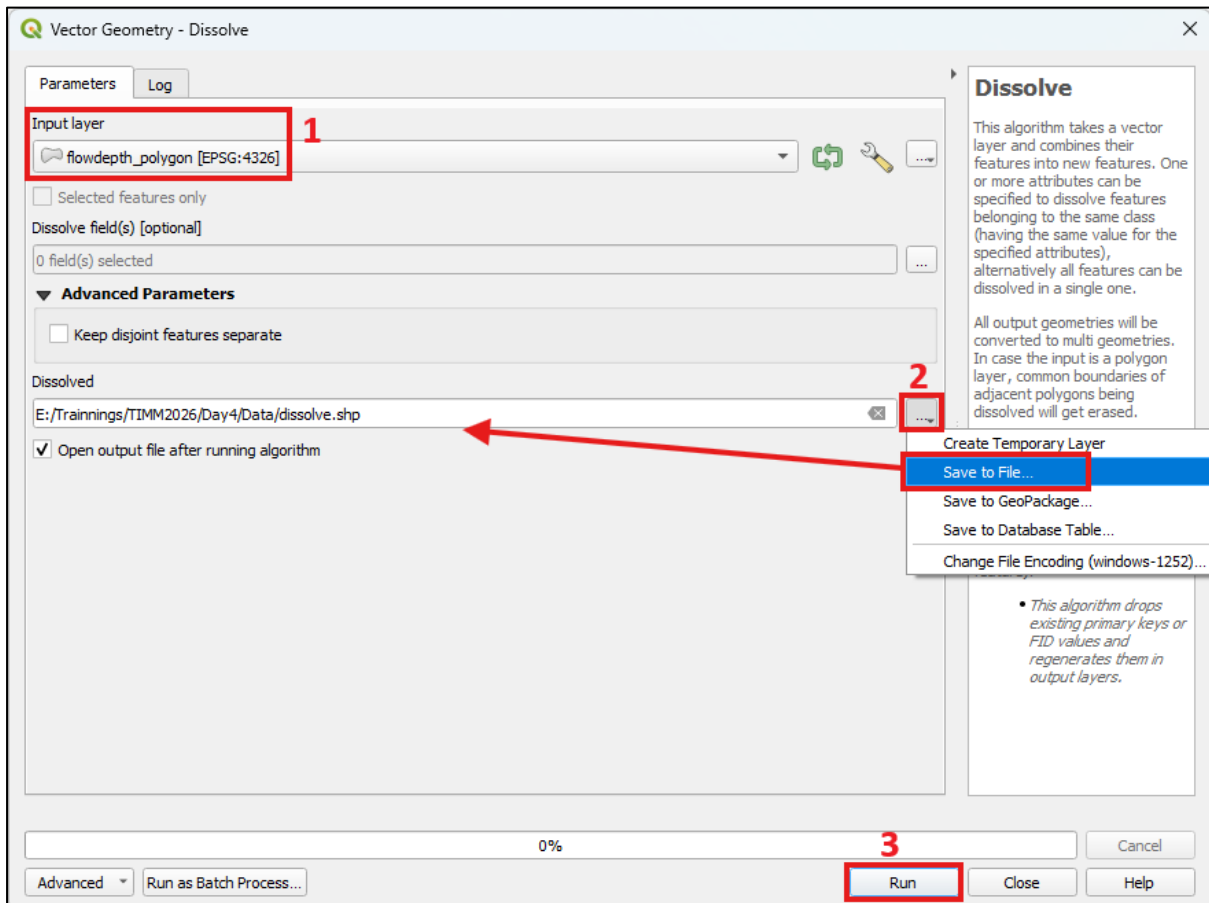 Vector Geometry - Dissolve
Parameters
Log
Input layer
1
flowdepth_polygon [EPSG:4326]
...
Selected features only
Dissolve field(s) [optional]
0 field(s) selected
...
Advanced Parameters
Keep disjoint features separate
Dissolved
2
E:/Trainnings/TIMM2026/Day4/Data/dissolve.shp
...
Open output file after running algorithm
Create Temporary Layer
Save to File...
Save to GeoPackage...
Save to Database Table...
Change File Encoding (windows-1252)...
Dissolve
This algorithm takes a vector
layer and combines their
features into new features. One
or more attributes can be
specified to dissolve features
belonging to the same class
(having the same value for the
specified attributes),
alternatively all features can be
dissolved in a single one.
All output geometries will be
converted to multi geometries.
In case the input is a polygon
layer, common boundaries of
adjacent polygons being
dissolved will get erased.
• This algorithm drops
existing primary keys or
FID values and
regenerates them in
output layers.
0%
3
Cancel
Advanced
Run as Batch Process...
Run
Close
Help